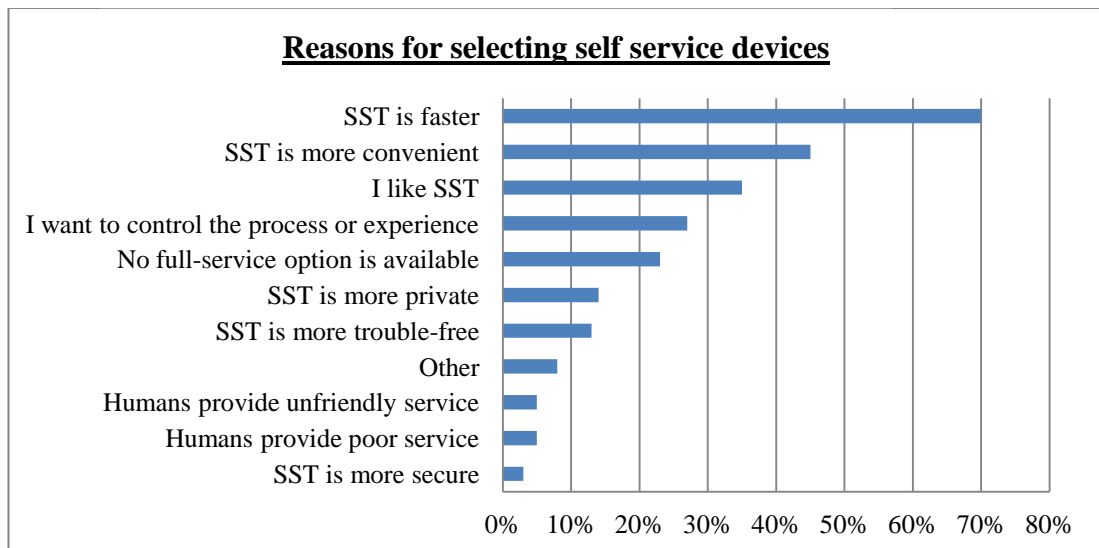 Reasons for selecting self service devices
SST is faster
SST is more convenient
I like SST
I want to control the process or experience
No full-service option is available
SST is more private
SST is more trouble-free
Other
Humans provide unfriendly service
Humans provide poor service
SST is more secure
0% 10% 20% 30% 40% 50% 60% 70% 80%